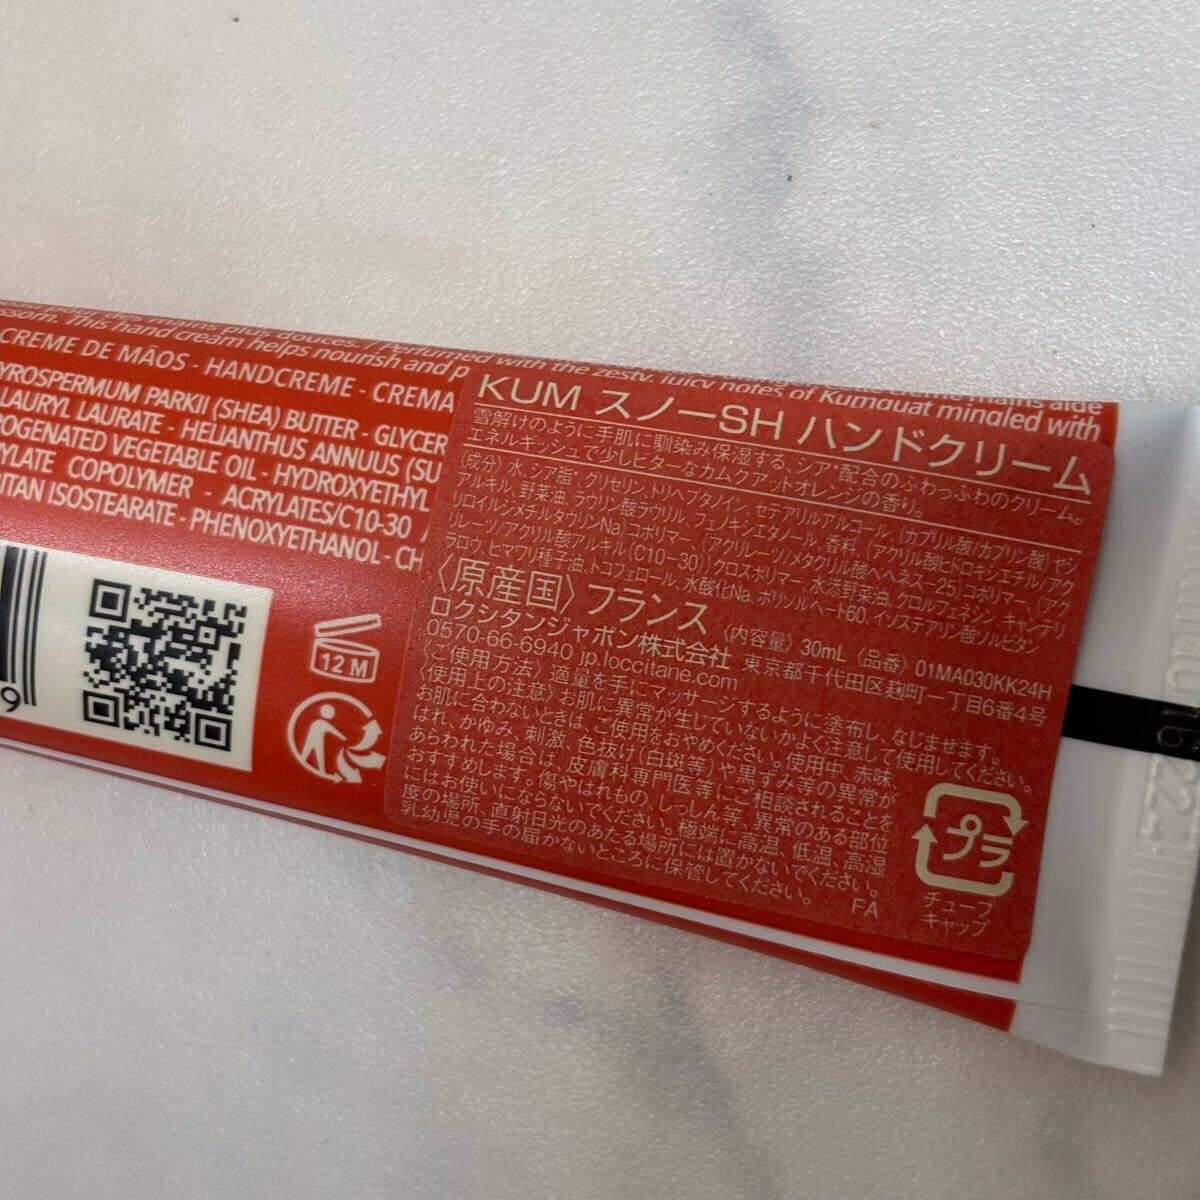 mains plus douces. Perfumed with the zesty, juicy notes of Kumquat mingled with
This hand cream helps nourish and
CREME DE MÃOS - HANDCREME - CREMA
SPERMUM PARKII (SHEA) BUTTER - GLYCER
LAURYL LAURATE - HELIANTHUS ANNUUS (SU
OGENATED VEGETABLE OIL - HYDROXYETHYL
YLATE COPOLYMER - ACRYLATES/C10-30
ITAN ISOSTEARATE - PHENOXYETHANOL - CH
9
12 M
KUM スノーSH ハンドクリーム
雪解けのように手肌に馴染み保湿する、シア*配合のふわっふわのクリーム。
エネルギッシュで少しビターなカムクアットオレンジの香り。
〈成分〉水、シア脂、グリセリン、トリヘプタノイン、セテアリルアルコール、(カプリル酸/カプリン酸)ヤシ
アルキル、野菜油、ラウリン酸ラウリル、フェノキシエタノール、香料、(アクリル酸ヒドロキシエチル/アク
リロイルジメチルタウリンNa)コポリマー、(アクリレーツ/メタクリル酸ベヘネス-25)コポリマー、(アク
リレーツ/アクリル酸アルキル(C10-30))クロスポリマー、水添野菜油、クロルフェネシン、キャンデリ
ラロウ、ヒマワリ種子油、トコフェロール、水酸化Na、ポリソルベート60、イソステアリン酸ソルビタン
〈原産国〉フランス 〈内容量〉30mL 〈品番〉01MA030KK24H
ロクシタンジャポン株式会社 東京都千代田区麹町一丁目6番4号
0570-66-6940 jp.loccitane.com
〈ご使用方法〉適量を手にマッサージするように塗布し、なじませます。
〈使用上の注意〉お肌に異常が生じていないかよく注意して使用してください。
お肌に合わないときは、ご使用をおやめください。使用中、赤味、
はれ、かゆみ、刺激、色抜け(白斑等)や黒ずみ等の異常が
あらわれた場合は、皮膚科専門医等にご相談されることを
おすすめします。傷やはれもの、しっしん等、異常のある部位
にはお使いにならないでください。極端に高温、低温、高湿
度の場所、直射日光のあたる場所には置かないでください。
乳幼児の手の届かないところに保管してください。
FA
プラ
チューブ
キャップ